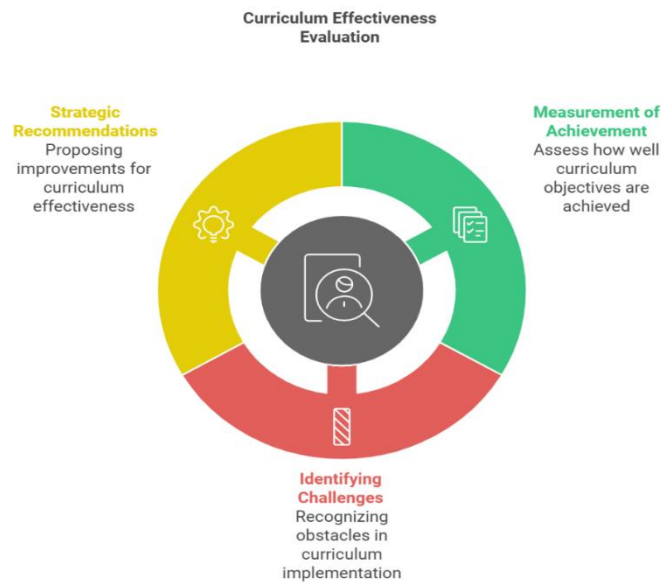 Curriculum Effectiveness
Evaluation
Strategic
Recommendations
Proposing
improvements for
curriculum
effectiveness
Measurement of
Achievement
Assess how well
curriculum
objectives are
achieved
Identifying
Challenges
Recognizing
obstacles in
curriculum
implementation